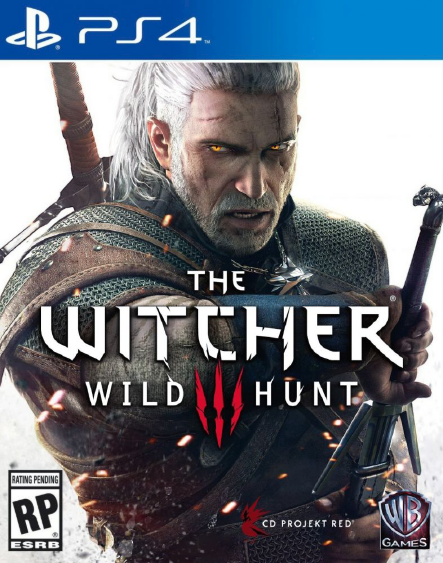 PS4
THE
WITCHER®
WILD III HUNT
RATING PENDING
RP
ESRB
CD PROJEKT RED®
WB
GAMES